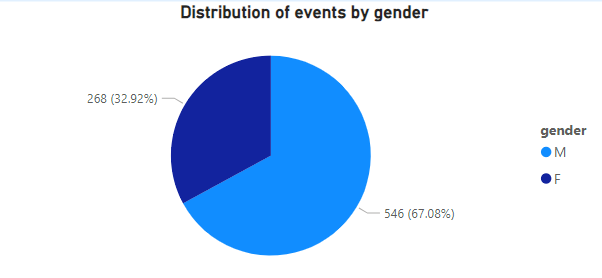 Distribution of events by gender
268 (32.92%)
546 (67.08%)
gender
M
F